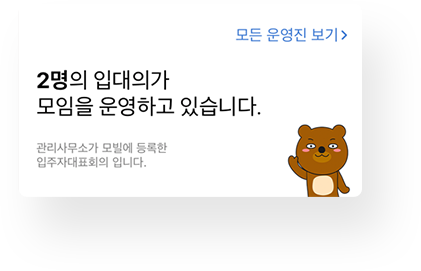 모든 운영진 보기 >
2명의 입대의가
모임을 운영하고 있습니다.
관리사무소가 모빌에 등록한
입주자대표회의 입니다.